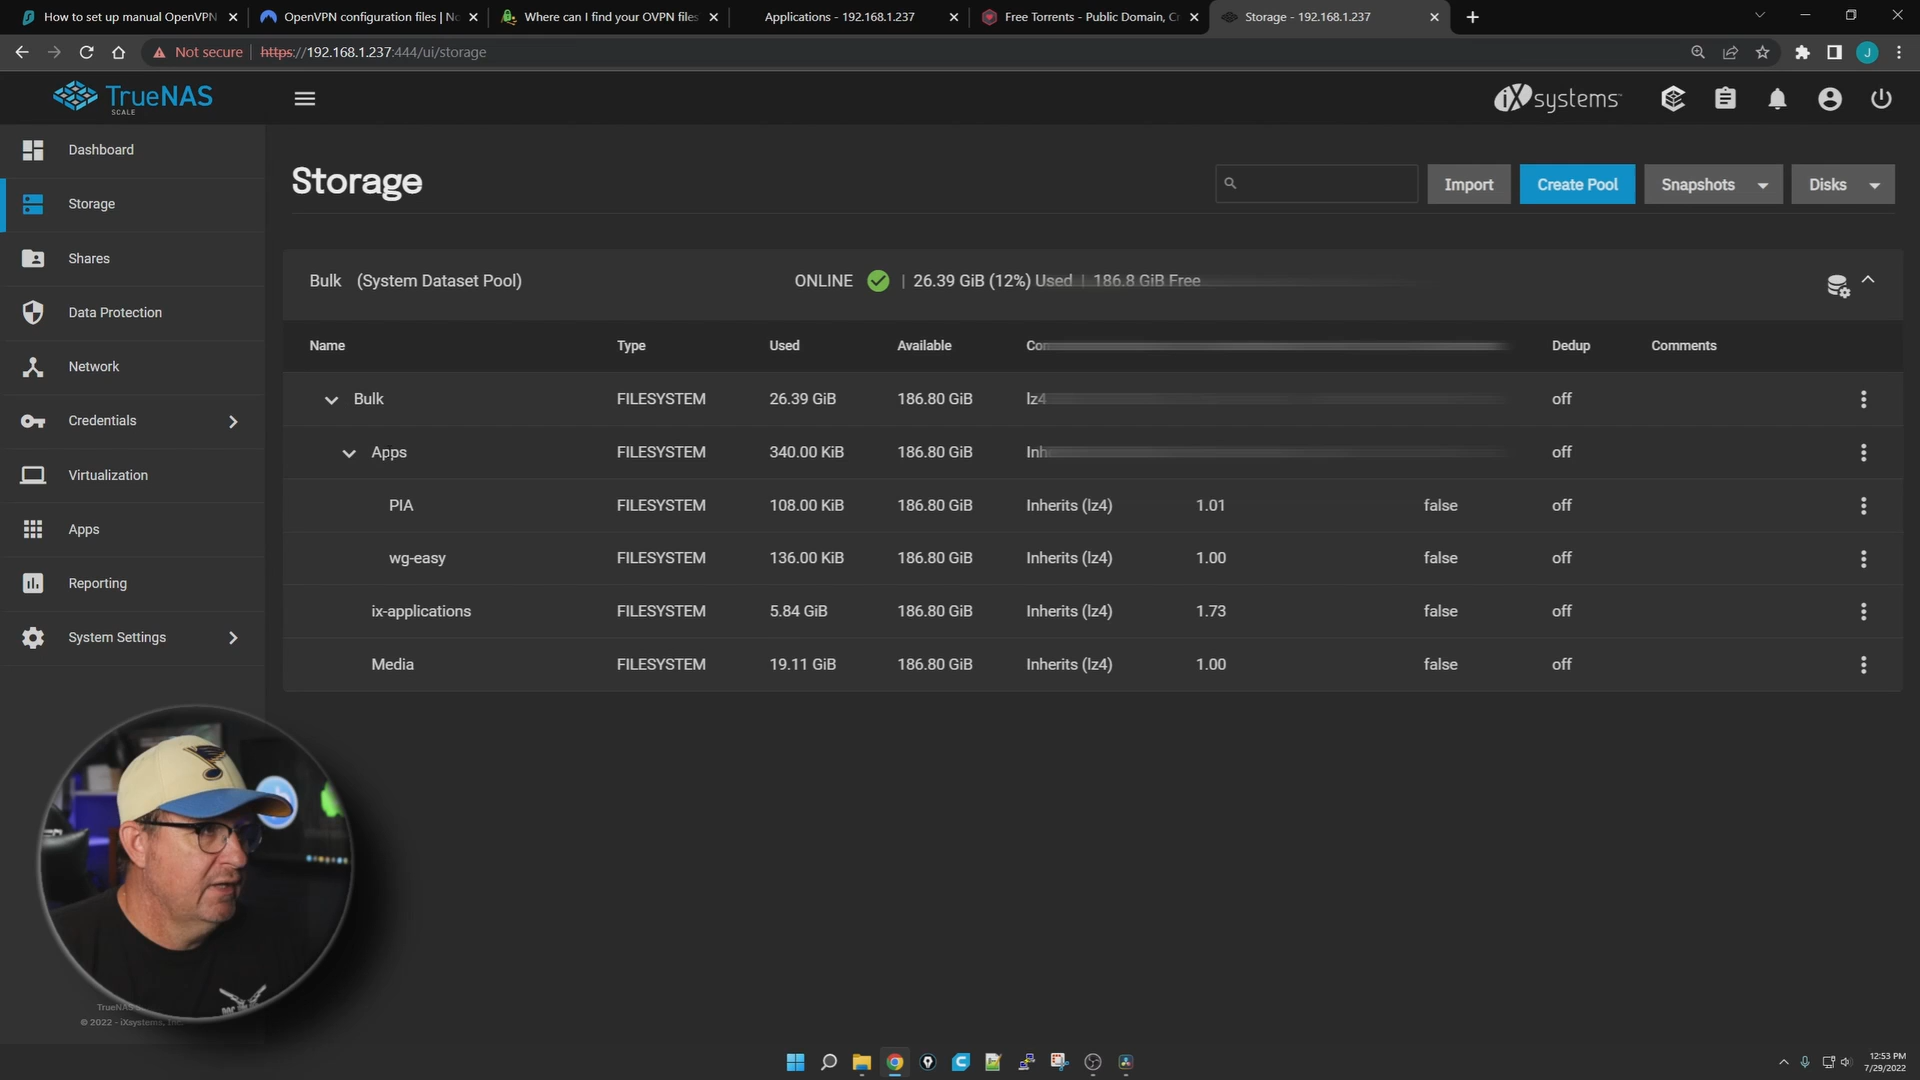 How to set up manual OpenVPN
OpenVPN configuration files | No
Where can I find your OVPN files
Applications - 192.168.1.237
Free Torrents - Public Domain, Cr
Storage - 192.168.1.237
Not secure
https://192.168.1.237:444/ui/storage
J
TrueNAS
SCALE
iXsystems
Dashboard
Storage
Shares
Data Protection
Network
Credentials
Virtualization
Apps
Reporting
System Settings
Storage
Import
Create Pool
Snapshots
Disks
Bulk (System Dataset Pool)
ONLINE | 26.39 GiB (12%) Used | 186.8 GiB Free
Name Type Used Available Dedup Comments
Bulk FILESYSTEM 26.39 GiB 186.80 GiB lz4 off
Apps FILESYSTEM 340.00 KiB 186.80 GiB off
PIA FILESYSTEM 108.00 KiB 186.80 GiB Inherits (lz4) 1.01 false off
wg-easy FILESYSTEM 136.00 KiB 186.80 GiB Inherits (lz4) 1.00 false off
ix-applications FILESYSTEM 5.84 GiB 186.80 GiB Inherits (lz4) 1.73 false off
Media FILESYSTEM 19.11 GiB 186.80 GiB Inherits (lz4) 1.00 false off
© 2022 - iXsystems, Inc.
12:53 PM
7/29/2022